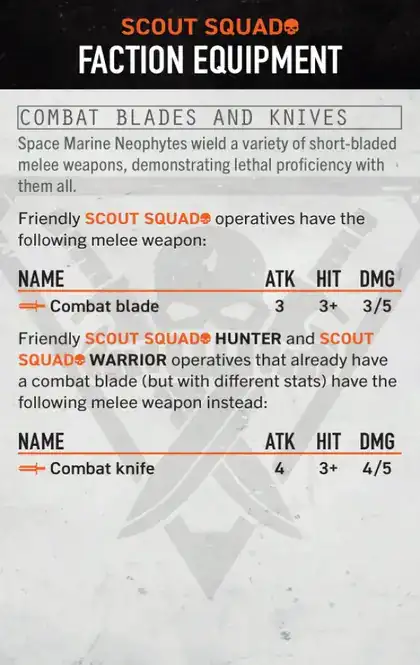 SCOUT SQUAD
FACTION EQUIPMENT
COMBAT BLADES AND KNIVES
Space Marine Neophytes wield a variety of short-bladed
melee weapons, demonstrating lethal proficiency with
them all.
Friendly SCOUT SQUAD operatives have the
following melee weapon:
NAME ATK HIT DMG
Combat blade 3 3+ 3/5
Friendly SCOUT SQUAD HUNTER and SCOUT
SQUAD WARRIOR operatives that already have
a combat blade (but with different stats) have the
following melee weapon instead:
NAME ATK HIT DMG
Combat knife 4 3+ 4/5